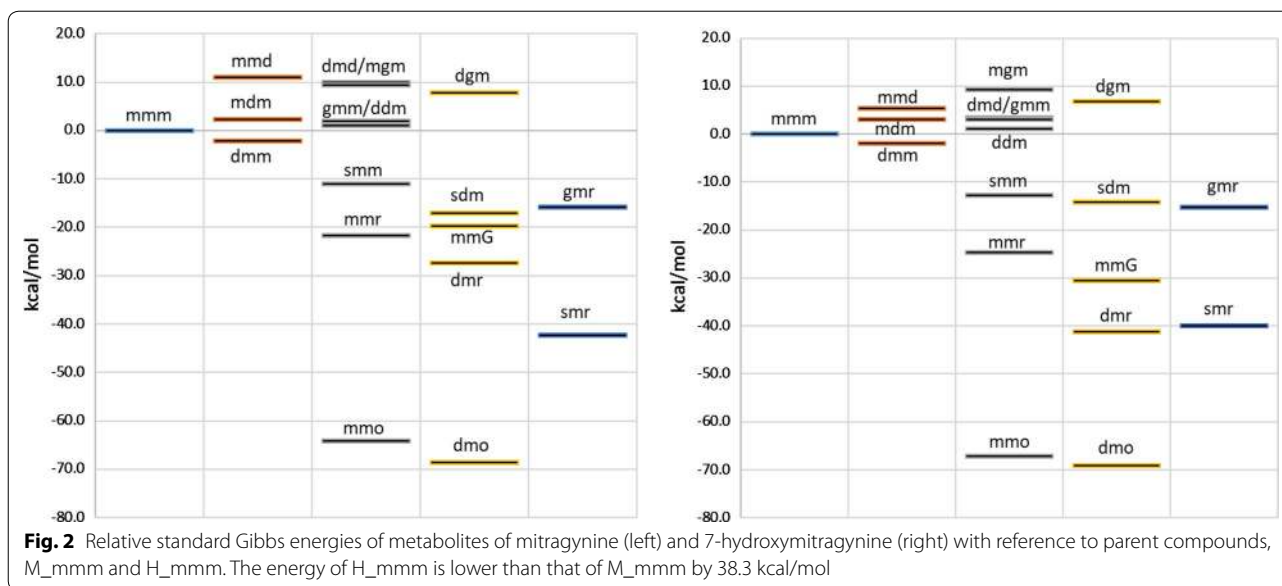 20.0
10.0
0.0
-10.0
-20.0
-30.0
-40.0
-50.0
-60.0
-70.0
-80.0
kcal/mol
mmm
mmd
mdm
dmm
dmd/mgm
gmm/ddm
smm
mmr
mmo
dgm
sdm
mmG
dmr
dmo
gmr
smr
20.0
10.0
0.0
-10.0
-20.0
-30.0
-40.0
-50.0
-60.0
-70.0
-80.0
kcal/mol
mmm
mmd
mdm
dmm
mgm
dmd/gmm
ddm
smm
mmr
mmo
dgm
sdm
mmG
dmr
dmo
gmr
smr
Fig. 2 Relative standard Gibbs energies of metabolites of mitragynine (left) and 7-hydroxymitragynine (right) with reference to parent compounds,
M_mmm and H_mmm. The energy of H_mmm is lower than that of M_mmm by 38.3 kcal/mol